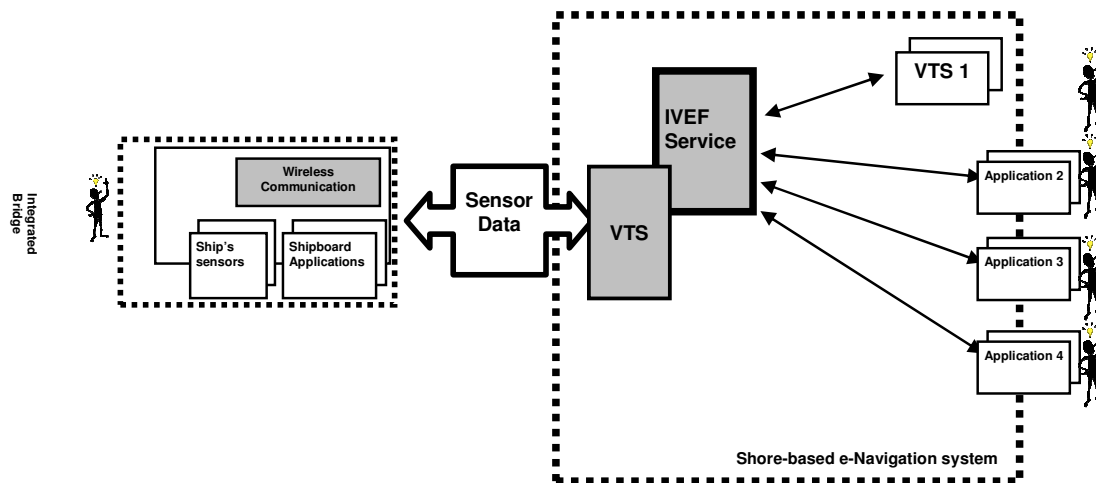 Integrated
Bridge
Wireless
Communication
Ship's
sensors
Shipboard
Applications
Sensor
Data
VTS
IVEF
Service
VTS 1
Application 2
Application 3
Application 4
Shore-based e-Navigation system